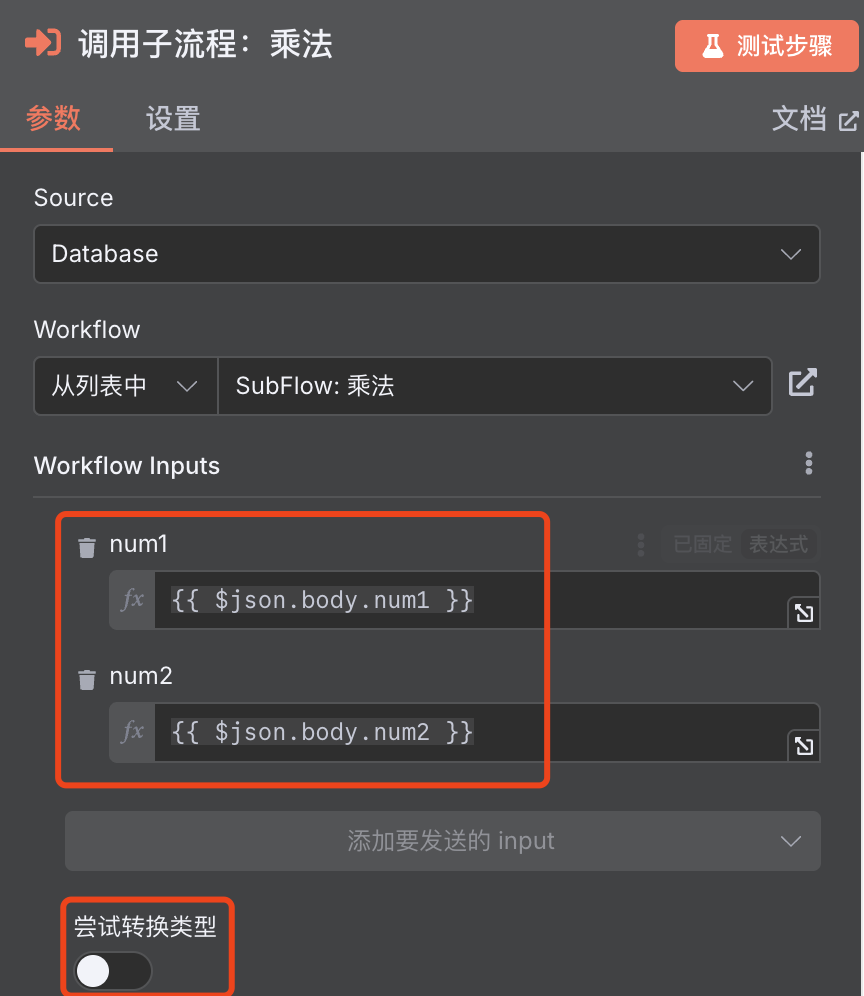 调用子流程：乘法
测试步骤
参数 设置 文档
Source
Database
Workflow
从列表中 SubFlow: 乘法
Workflow Inputs
num1 已固定 表达式
fx {{ $json.body.num1 }}
num2
fx {{ $json.body.num2 }}
添加要发送的 input
尝试转换类型